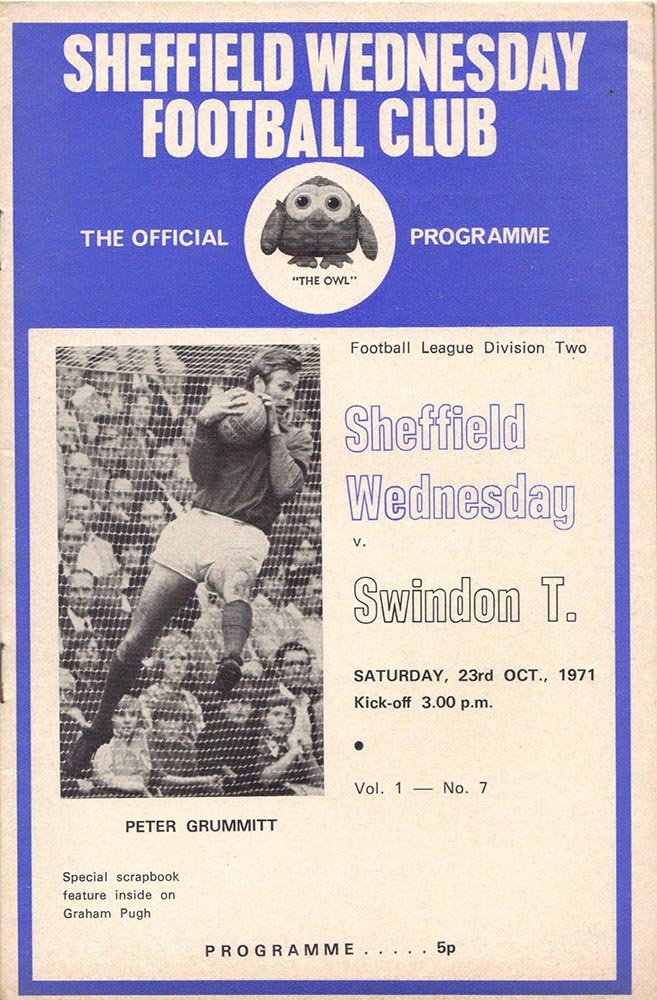 SHEFFIELD WEDNESDAY
FOOTBALL CLUB
THE OFFICIAL PROGRAMME
"THE OWL"
Football League Division Two
Sheffield
Wednesday
v.
Swindon T.
SATURDAY, 23rd OCT., 1971
Kick-off 3.00 p.m.
Vol. 1 — No. 7
PETER GRUMMITT
Special scrapbook
feature inside on
Graham Pugh
PROGRAMME . . . . . 5p